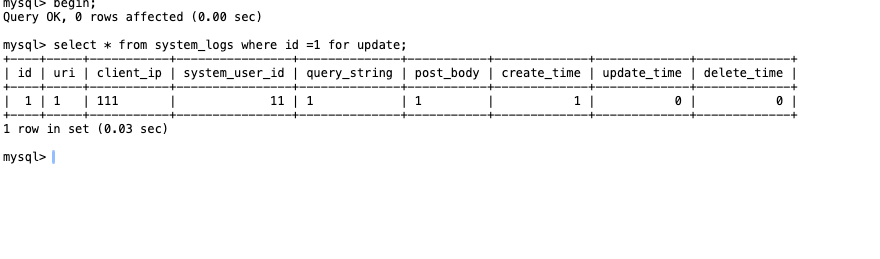 mysql> begin;
Query OK, 0 rows affected (0.00 sec)
mysql> select * from system_logs where id =1 for update;
+----+-----+-----------+----------------+--------------+-----------+-------------+-------------+-------------+
| id | uri | client_ip | system_user_id | query_string | post_body | create_time | update_time | delete_time |
+----+-----+-----------+----------------+--------------+-----------+-------------+-------------+-------------+
|  1 | 1   | 111       |             11 | 1            | 1         |           1 |           0 |           0 |
+----+-----+-----------+----------------+--------------+-----------+-------------+-------------+-------------+
1 row in set (0.03 sec)
mysql>